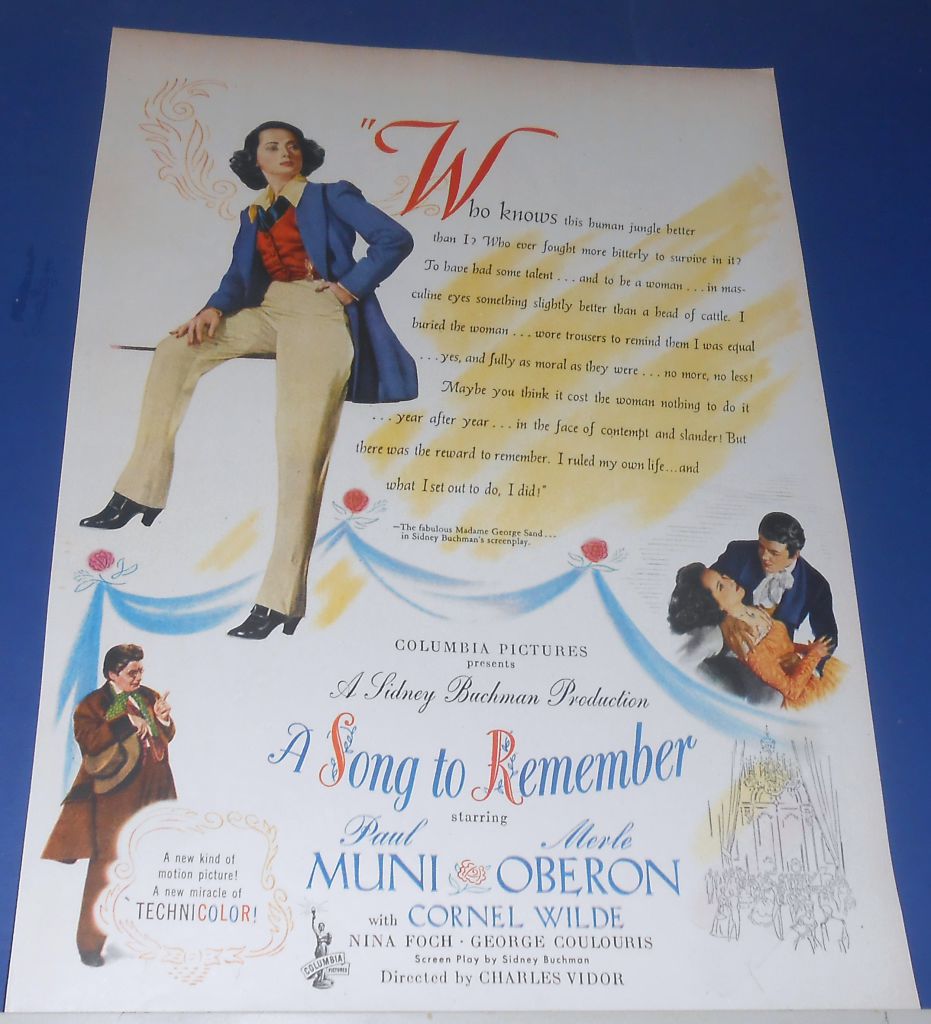 "Who knows this human jungle better
than I? Who ever fought more bitterly to survive in it?
To have had some talent . . . and to be a woman . . . in mas-
culine eyes something slightly better than a head of cattle. I
buried the woman . . . wore trousers to remind them I was equal
. . . yes, and fully as moral as they were . . . no more, no less!
Maybe you think it cost the woman nothing to do it
. . . year after year . . . in the face of contempt and slander! But
there was the reward to remember. I ruled my own life...and
what I set out to do, I did!"
—The fabulous Madame George Sand . . .
in Sidney Buchman's screenplay.
COLUMBIA PICTURES
presents
A Sidney Buchman Production
A Song to Remember
starring
Paul MUNI
Merle OBERON
with CORNEL WILDE
NINA FOCH · GEORGE COULOURIS
Screen Play by Sidney Buchman
Directed by CHARLES VIDOR
A new kind of
motion picture!
A new miracle of
TECHNICOLOR!
COLUMBIA
PICTURES